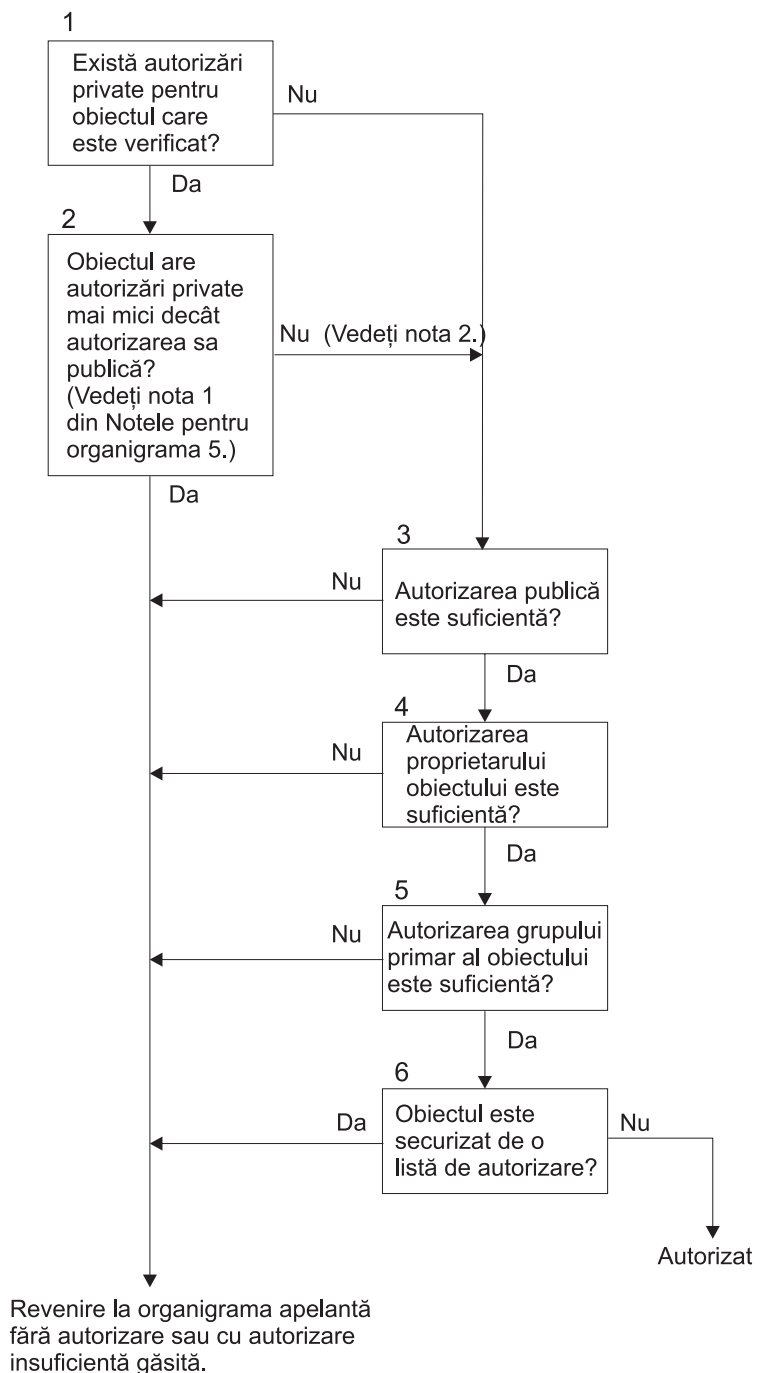 1
Există autorizări
private pentru
obiectul care
este verificat?
Nu
Da
2
Obiectul are
autorizări private
mai mici decât
autorizarea sa
publică?
(Vedeți nota 1
din Notele pentru
organigrama 5.)
Nu (Vedeți nota 2.)
Da
3
Nu
Autorizarea publică
este suficientă?
Da
4
Nu
Autorizarea
proprietarului
obiectului este
suficientă?
Da
5
Nu
Autorizarea grupului
primar al obiectului
este suficientă?
Da
6
Da
Obiectul este
securizat de o
listă de autorizare?
Nu
Autorizat
Revenire la organigrama apelantă
fără autorizare sau cu autorizare
insuficientă găsită.